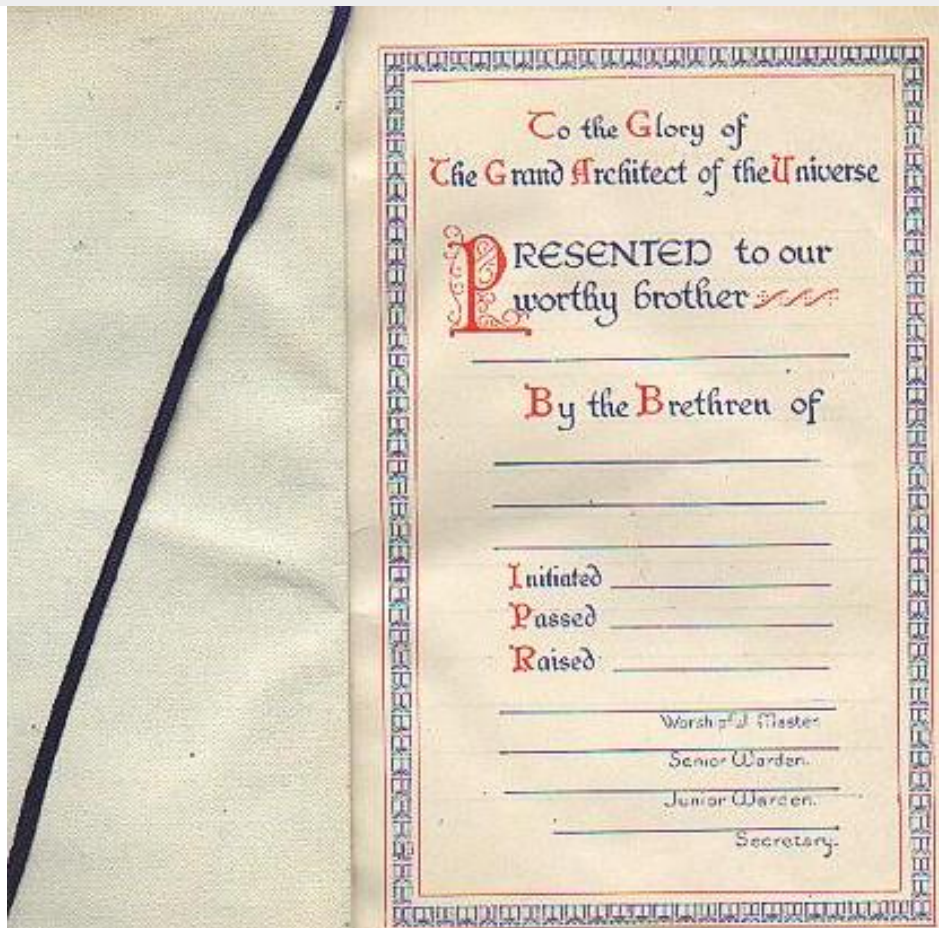 To the Glory of
The Grand Architect of the Universe
PRESENTED to our
worthy brother
By the Brethren of
Initiated
Passed
Raised
Worshipful Master
Senior Warden.
Junior Warden.
Secretary.